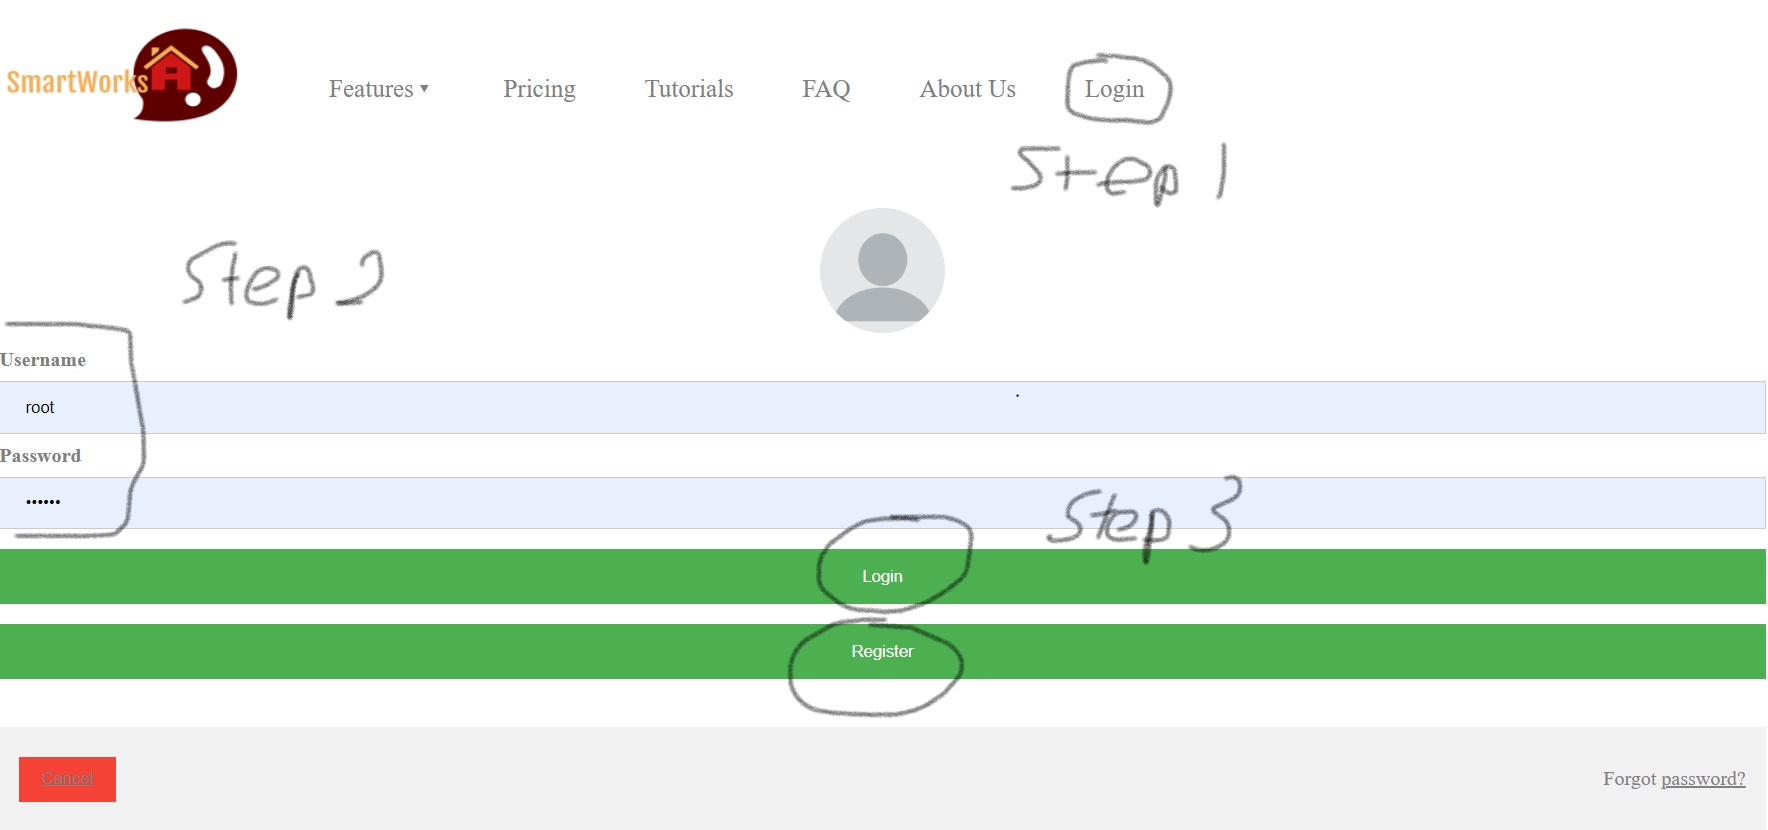 SmartWorks
Features ▾ Pricing Tutorials FAQ About Us Login
Step 1
Step 2
Username
root
Password
••••••
Step 3
Login
Register
Cancel
Forgot password?